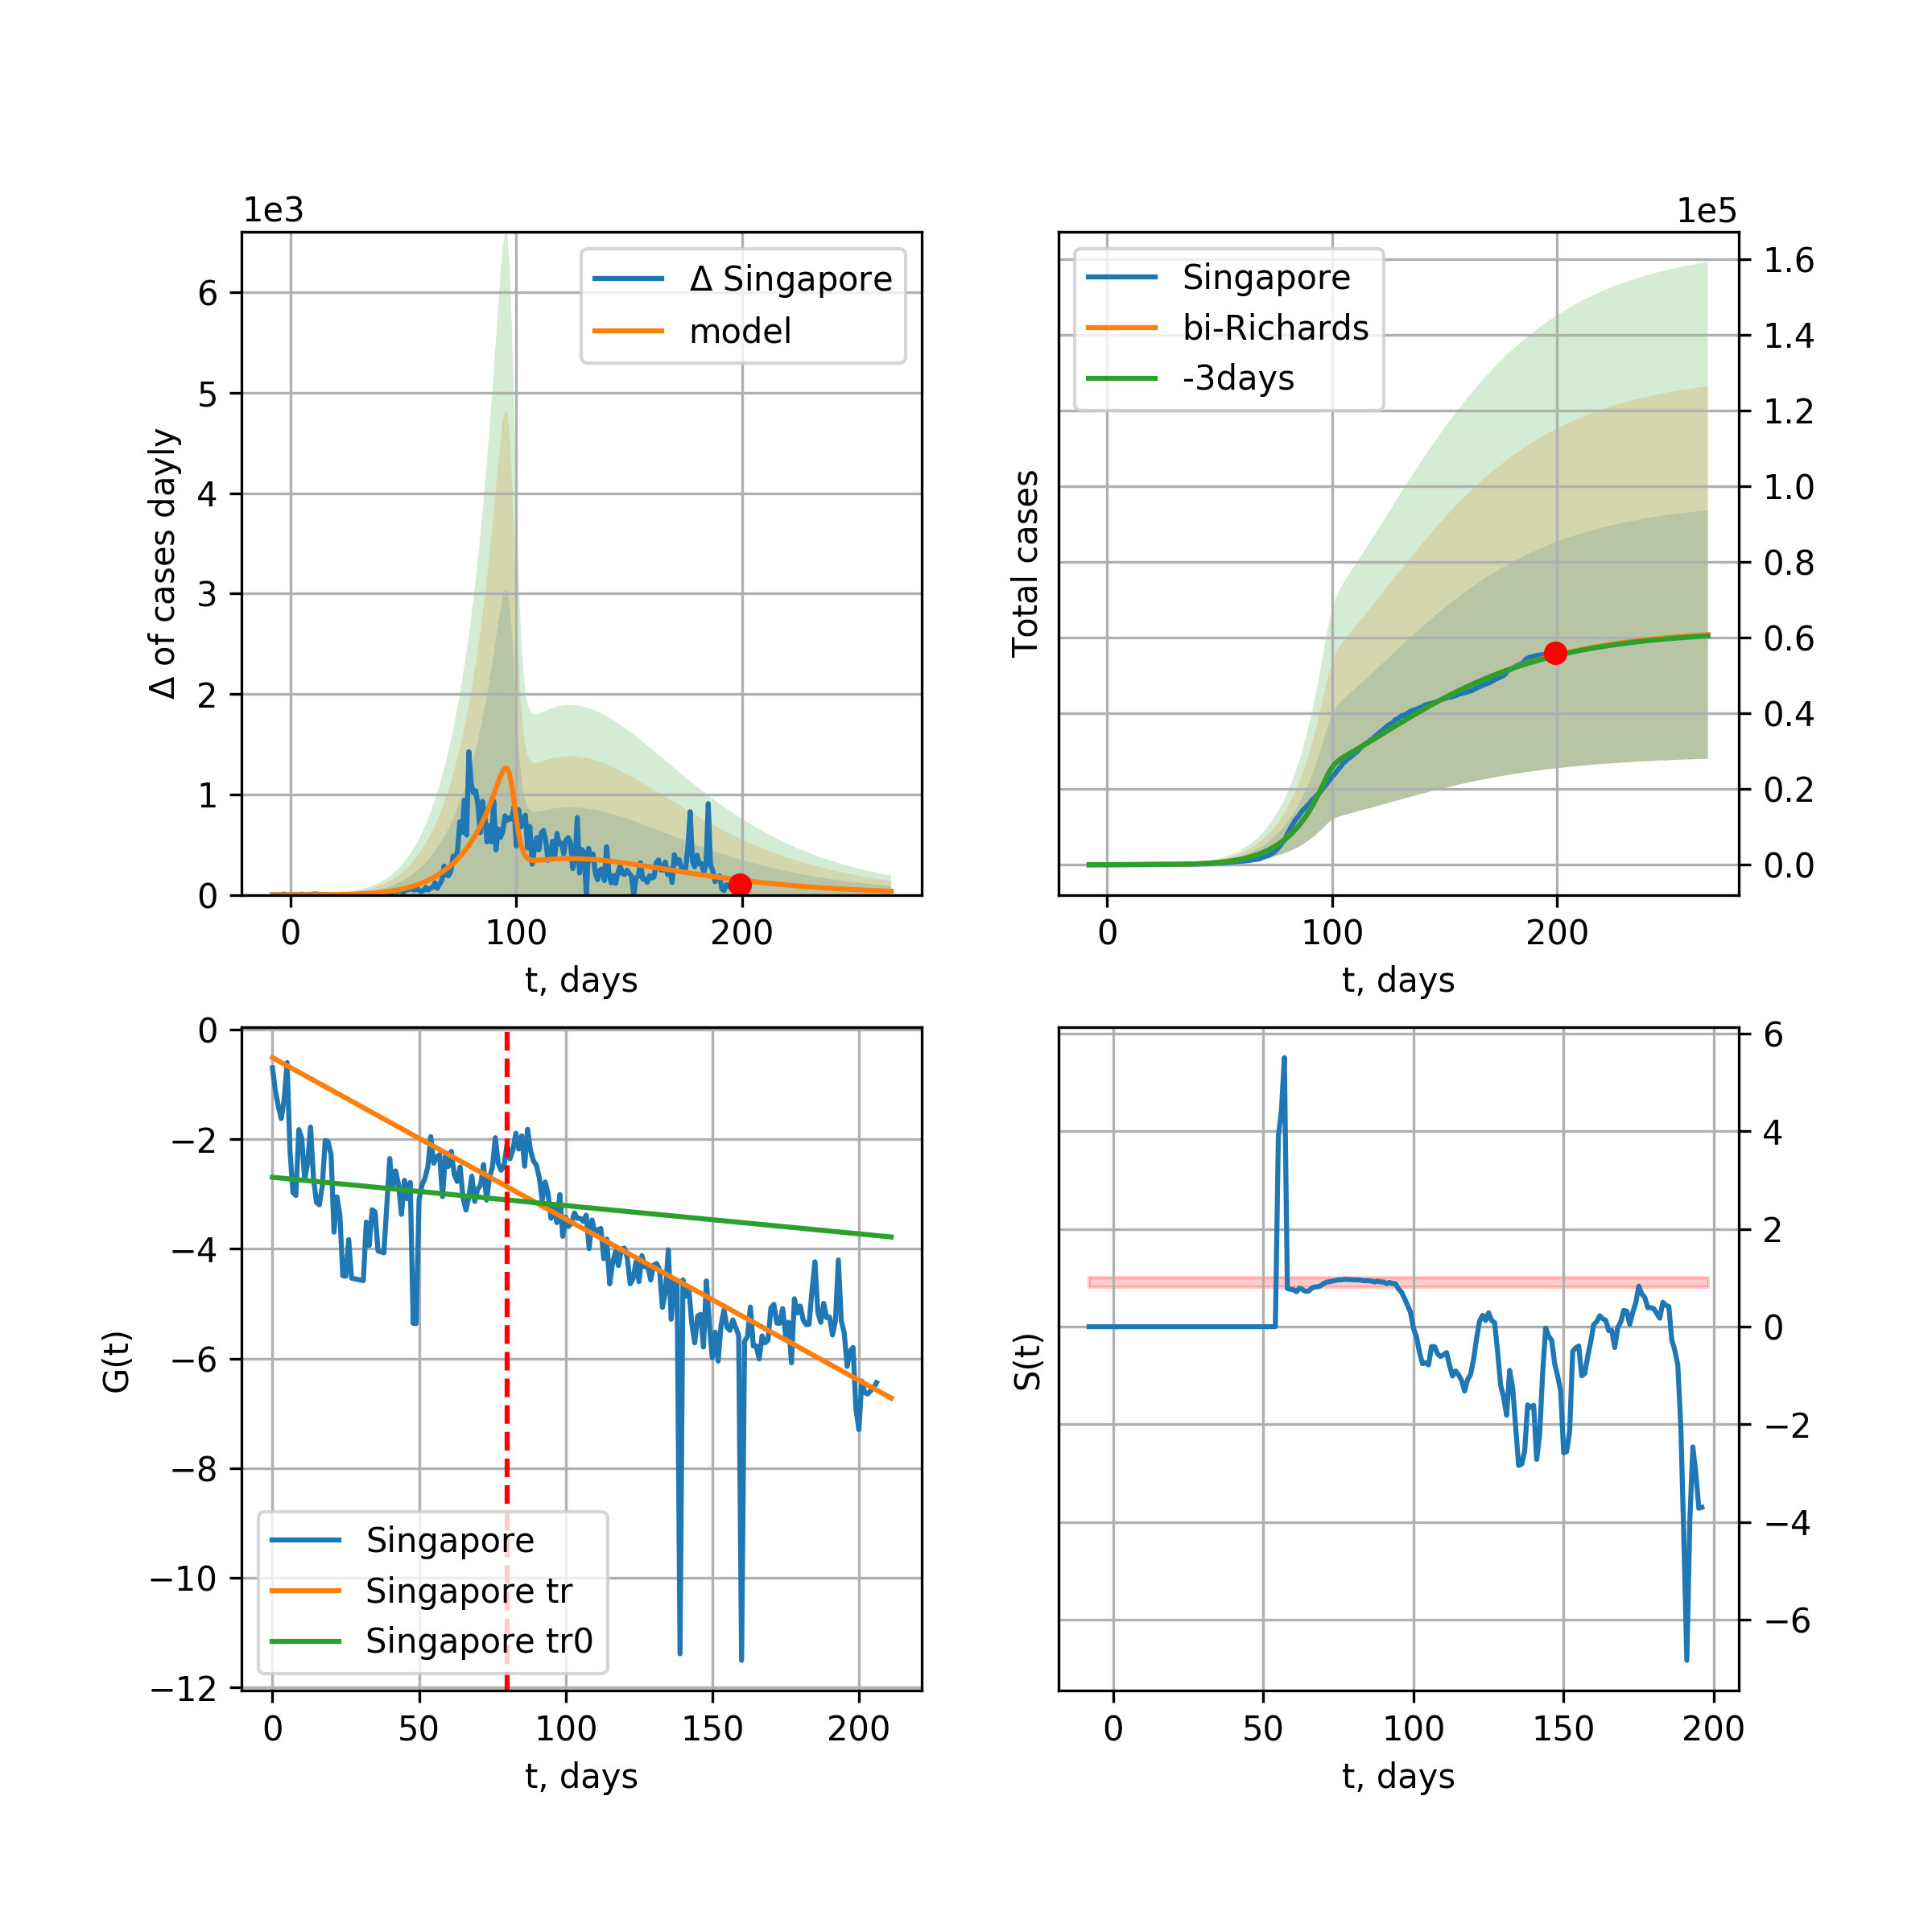 1e3
Δ of cases dayly
6
5
4
3
2
1
0
Δ Singapore
model
0 100 200
t, days
1e5
Total cases
Singapore
bi-Richards
-3days
1.6
1.4
1.2
1.0
0.8
0.6
0.4
0.2
0.0
0 100 200
t, days
G(t)
0
−2
−4
−6
−8
−10
−12
Singapore
Singapore tr
Singapore tr0
0 50 100 150 200
t, days
S(t)
6
4
2
0
−2
−4
−6
0 50 100 150 200
t, days